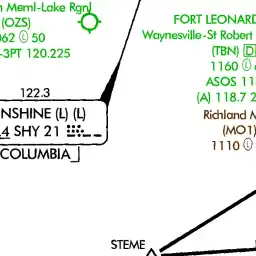 Meml-Lake Rgnl
(OZS)
062 Ⓛ 50
-3PT 120.225
FORT LEONARD
Waynesville-St Robert
(TBN) D
1160 Ⓛ
ASOS 11
(A) 118.7 2
122.3
NSHINE (L) (L)
4 SHY 21
COLUMBIA
Richland M
(MO1)
1110 Ⓛ
STEME